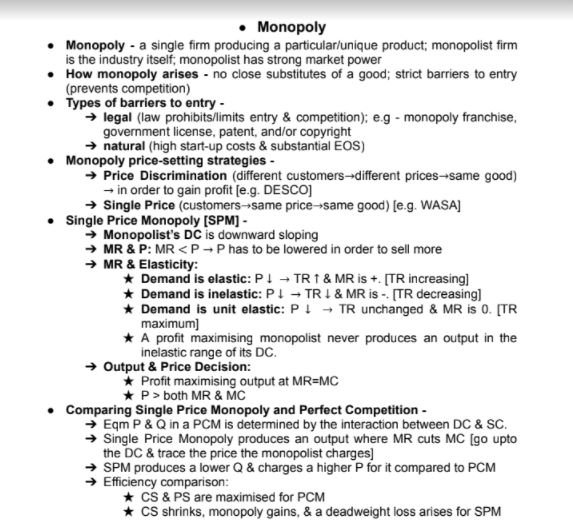 • Monopoly
• Monopoly - a single firm producing a particular/unique product; monopolist firm
is the industry itself; monopolist has strong market power
• How monopoly arises - no close substitutes of a good; strict barriers to entry
(prevents competition)
• Types of barriers to entry -
➔ legal (law prohibits/limits entry & competition); e.g - monopoly franchise,
government license, patent, and/or copyright
➔ natural (high start-up costs & substantial EOS)
• Monopoly price-setting strategies -
➔ Price Discrimination (different customers→different prices→same good)
→ in order to gain profit [e.g. DESCO]
➔ Single Price (customers→same price→same good) [e.g. WASA]
• Single Price Monopoly [SPM] -
➔ Monopolist's DC is downward sloping
➔ MR & P: MR < P → P has to be lowered in order to sell more
➔ MR & Elasticity:
★ Demand is elastic: P↓ → TR↑ & MR is +. [TR increasing]
★ Demand is inelastic: P↓ → TR↓ & MR is -. [TR decreasing]
★ Demand is unit elastic: P ↓ → TR unchanged & MR is 0. [TR
maximum]
★ A profit maximising monopolist never produces an output in the
inelastic range of its DC.
➔ Output & Price Decision:
★ Profit maximising output at MR=MC
★ P > both MR & MC
• Comparing Single Price Monopoly and Perfect Competition -
➔ Eqm P & Q in a PCM is determined by the interaction between DC & SC.
➔ Single Price Monopoly produces an output where MR cuts MC [go upto
the DC & trace the price the monopolist charges]
➔ SPM produces a lower Q & charges a higher P for it compared to PCM
➔ Efficiency comparison:
★ CS & PS are maximised for PCM
★ CS shrinks, monopoly gains, & a deadweight loss arises for SPM